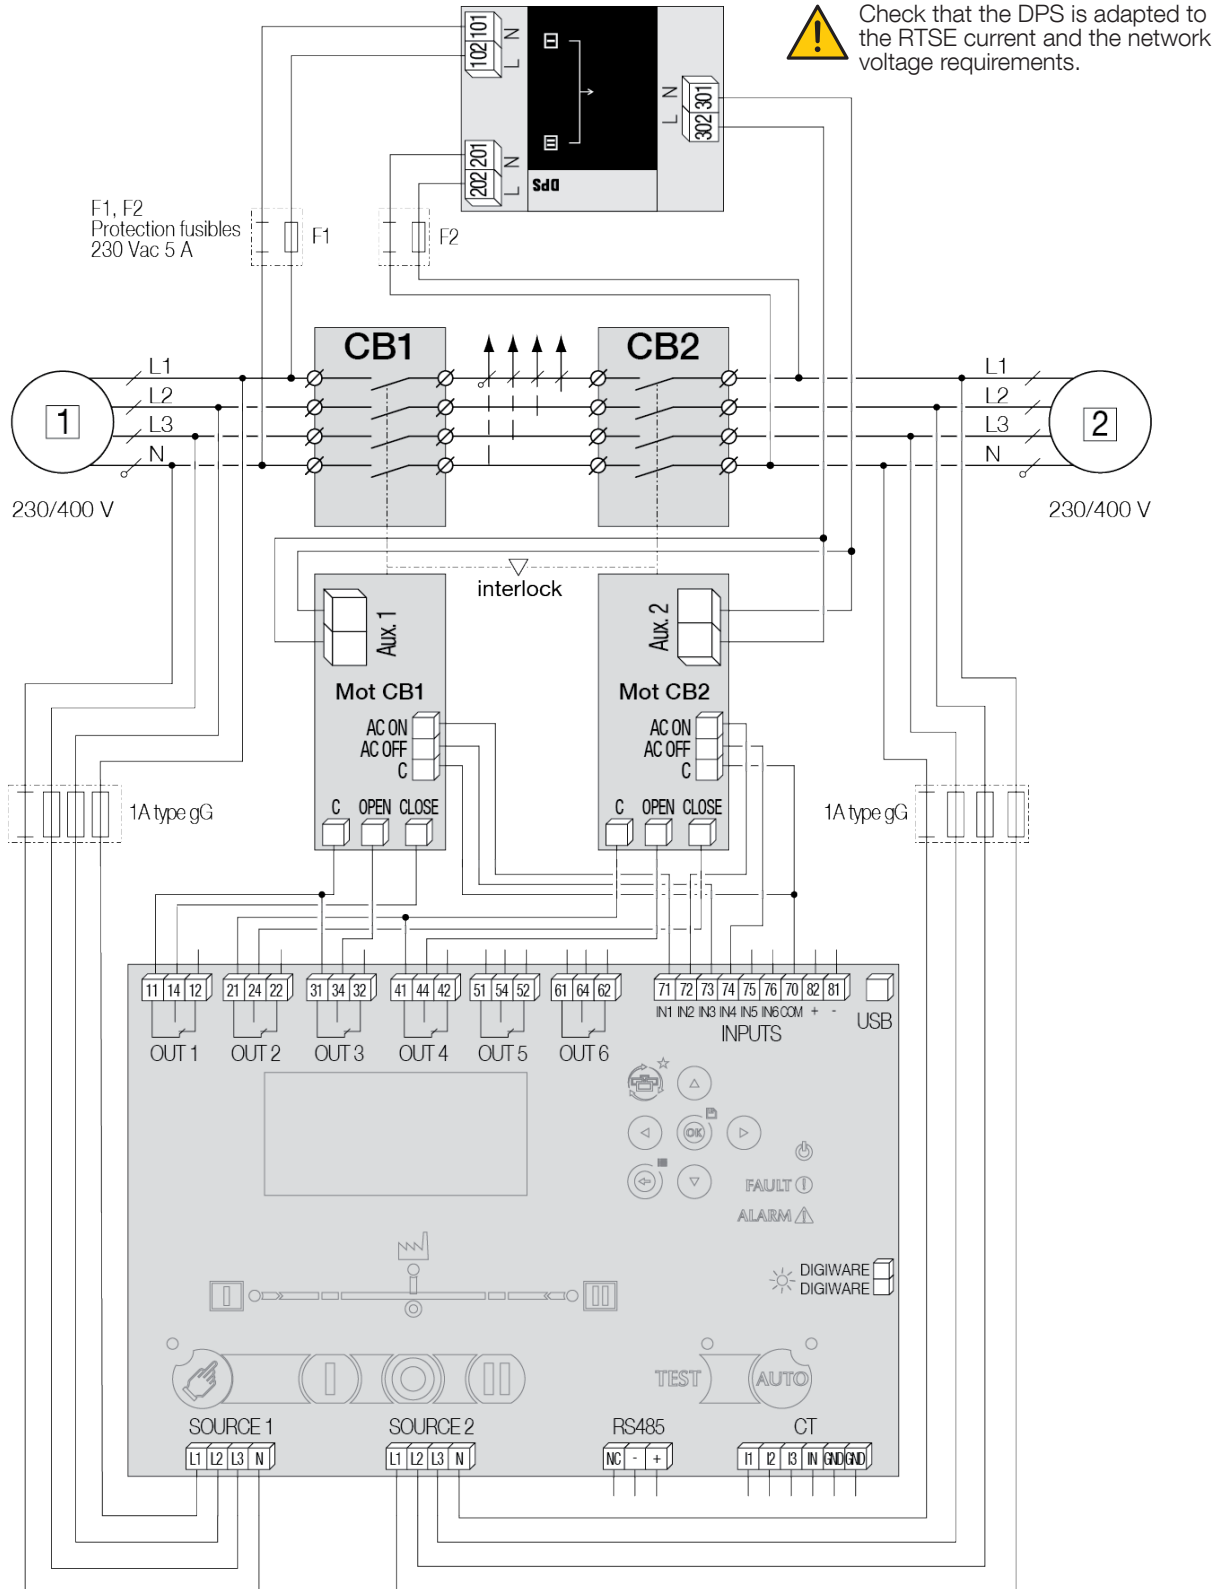 Check that the DPS is adapted to
the RTSE current and the network
voltage requirements.
101
102
N
L
201
202
N
L
N
L
301
302
DPS
F1, F2
Protection fusibles
230 Vac 5 A
F1
F2
CB1
CB2
L1
L2
L3
N
1
230/400 V
L1
L2
L3
N
2
230/400 V
interlock
Aux. 1
Mot CB1
AC ON
AC OFF
C
C OPEN CLOSE
Aux. 2
Mot CB2
AC ON
AC OFF
C
C OPEN CLOSE
1A type gG
1A type gG
11 14 12
OUT 1
21 24 22
OUT 2
31 34 32
OUT 3
41 44 42
OUT 4
51 54 52
OUT 5
61 64 62
OUT 6
71 72 73 74 75 76 70 82 81
IN1 IN2 IN3 IN4 IN5 IN6 COM + -
INPUTS
USB
OK
FAULT
ALARM
DIGIWARE
DIGIWARE
I
II
I
II
TEST
AUTO
SOURCE 1
L1 L2 L3 N
SOURCE 2
L1 L2 L3 N
RS485
NC - +
CT
I1 I2 I3 IN GND GND